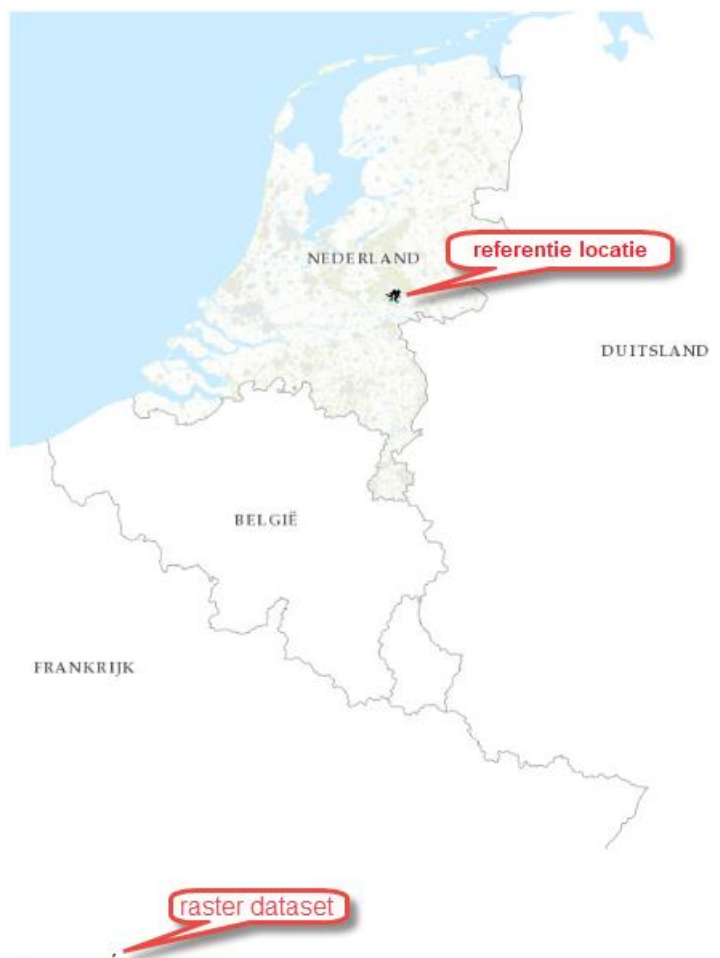 referentie locatie
NEDERLAND
DUITSLAND
BELGIË
FRANKRIJK
raster dataset